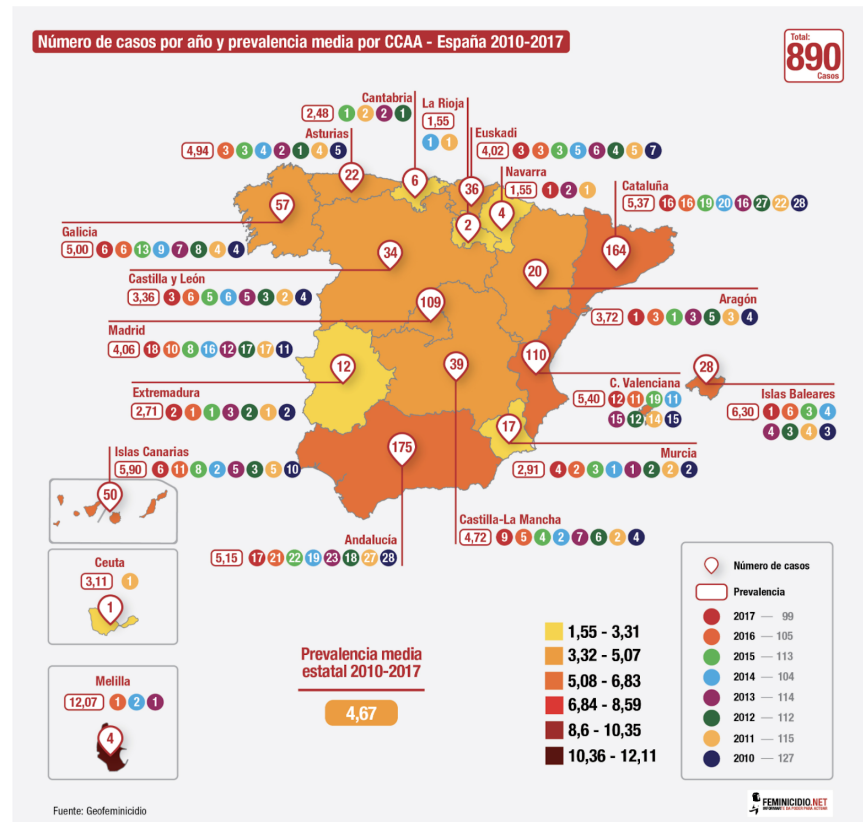 Número de casos por año y prevalencia media por CCAA - España 2010-2017
Total:
890
Casos
Cantabria
2,48 1 2 2 1
6
La Rioja
1,55
1 1
2
Asturias
4,94 3 3 4 2 1 4 5
22
Euskadi
4,02 3 3 3 5 6 4 5 7
36
Navarra
1,55 1 2 1
4
Cataluña
5,37 16 16 19 20 16 27 22 28
164
57
Galicia
5,00 6 6 13 9 7 8 4 4
34
Castilla y León
3,36 3 6 5 6 5 3 2 4
20
Aragón
3,72 1 3 1 3 5 3 4
109
Madrid
4,06 18 10 8 16 12 17 17 11
12
Extremadura
2,71 2 1 1 3 2 1 2
39
110
C. Valenciana
5,40 12 11 19 11
15 12 14 15
28
Islas Baleares
6,30 1 6 3 4
4 3 4 3
17
Murcia
2,91 4 2 3 1 1 2 2 2
175
Islas Canarias
5,90 6 11 8 2 5 3 5 10
50
Castilla-La Mancha
4,72 9 5 4 2 7 6 2 4
Andalucía
5,15 17 21 22 19 23 18 27 28
Ceuta
3,11 1
1
Melilla
12,07 1 2 1
4
Prevalencia media
estatal 2010-2017
4,67
1,55 - 3,31
3,32 - 5,07
5,08 - 6,83
6,84 - 8,59
8,6 - 10,35
10,36 - 12,11
Número de casos
Prevalencia
2017 — 99
2016 — 105
2015 — 113
2014 — 104
2013 — 114
2012 — 112
2011 — 115
2010 — 127
Fuente: Geofeminicidio
FEMINICIDIO.NET